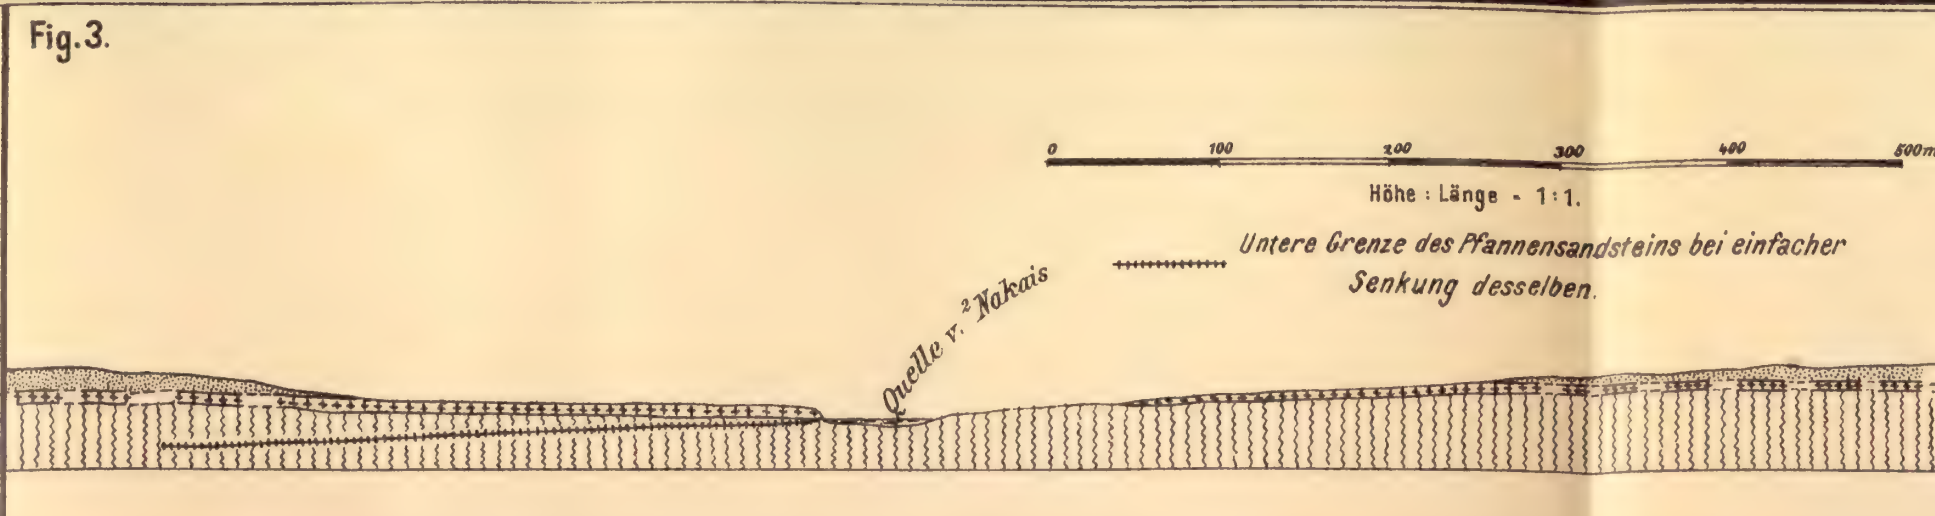 Fig. 3.
0 100 200 300 400 500m
Höhe : Länge = 1:1.
Untere Grenze des Pfannensandsteins bei einfacher
Senkung desselben.
Quelle v. ²Nakais